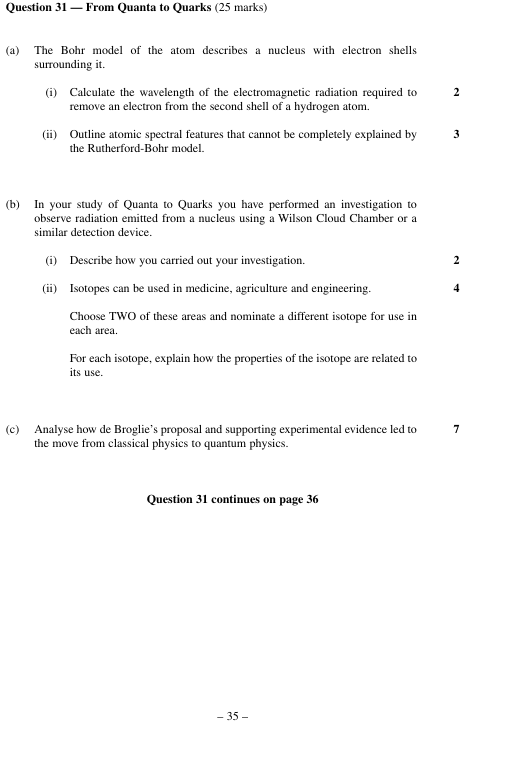 Question 31 — From Quanta to Quarks (25 marks)
(a) The Bohr model of the atom describes a nucleus with electron shells
surrounding it.
(i) Calculate the wavelength of the electromagnetic radiation required to 2
remove an electron from the second shell of a hydrogen atom.
(ii) Outline atomic spectral features that cannot be completely explained by 3
the Rutherford-Bohr model.
(b) In your study of Quanta to Quarks you have performed an investigation to
observe radiation emitted from a nucleus using a Wilson Cloud Chamber or a
similar detection device.
(i) Describe how you carried out your investigation. 2
(ii) Isotopes can be used in medicine, agriculture and engineering. 4
Choose TWO of these areas and nominate a different isotope for use in
each area.
For each isotope, explain how the properties of the isotope are related to
its use.
(c) Analyse how de Broglie’s proposal and supporting experimental evidence led to 7
the move from classical physics to quantum physics.
Question 31 continues on page 36
– 35 –